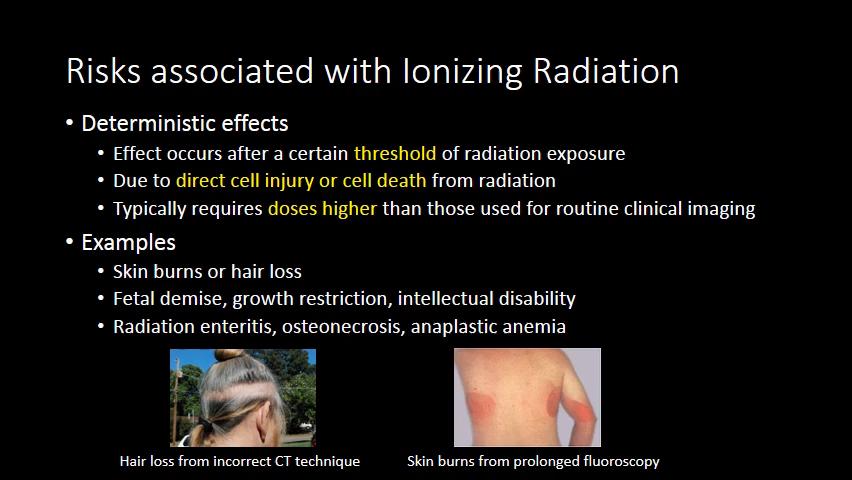 Risks associated with Ionizing Radiation
• Deterministic effects
• Effect occurs after a certain threshold of radiation exposure
• Due to direct cell injury or cell death from radiation
• Typically requires doses higher than those used for routine clinical imaging
• Examples
• Skin burns or hair loss
• Fetal demise, growth restriction, intellectual disability
• Radiation enteritis, osteonecrosis, anaplastic anemia
Hair loss from incorrect CT technique
Skin burns from prolonged fluoroscopy